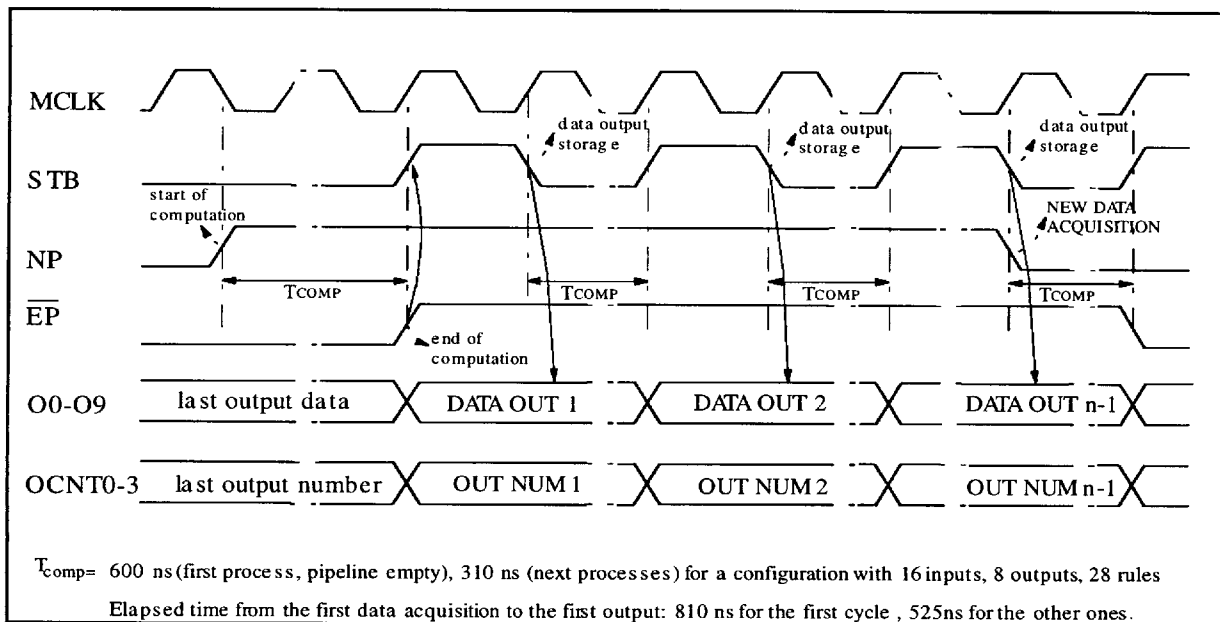 MCLK
data output
storage
data output
storage
data output
storage
STB
start of
computation
NEW DATA
ACQUISITION
NP
TCOMP
TCOMP
TCOMP
TCOMP
EP
end of
computation
O0-O9
last output data
DATA OUT 1
DATA OUT 2
DATA OUT n-1
OCNT0-3
last output number
OUT NUM 1
OUT NUM 2
OUT NUM n-1
Tcomp= 600 ns (first process, pipeline empty), 310 ns (next processes) for a configuration with 16 inputs, 8 outputs, 28 rules
Elapsed time from the first data acquisition to the first output: 810 ns for the first cycle , 525ns for the other ones.